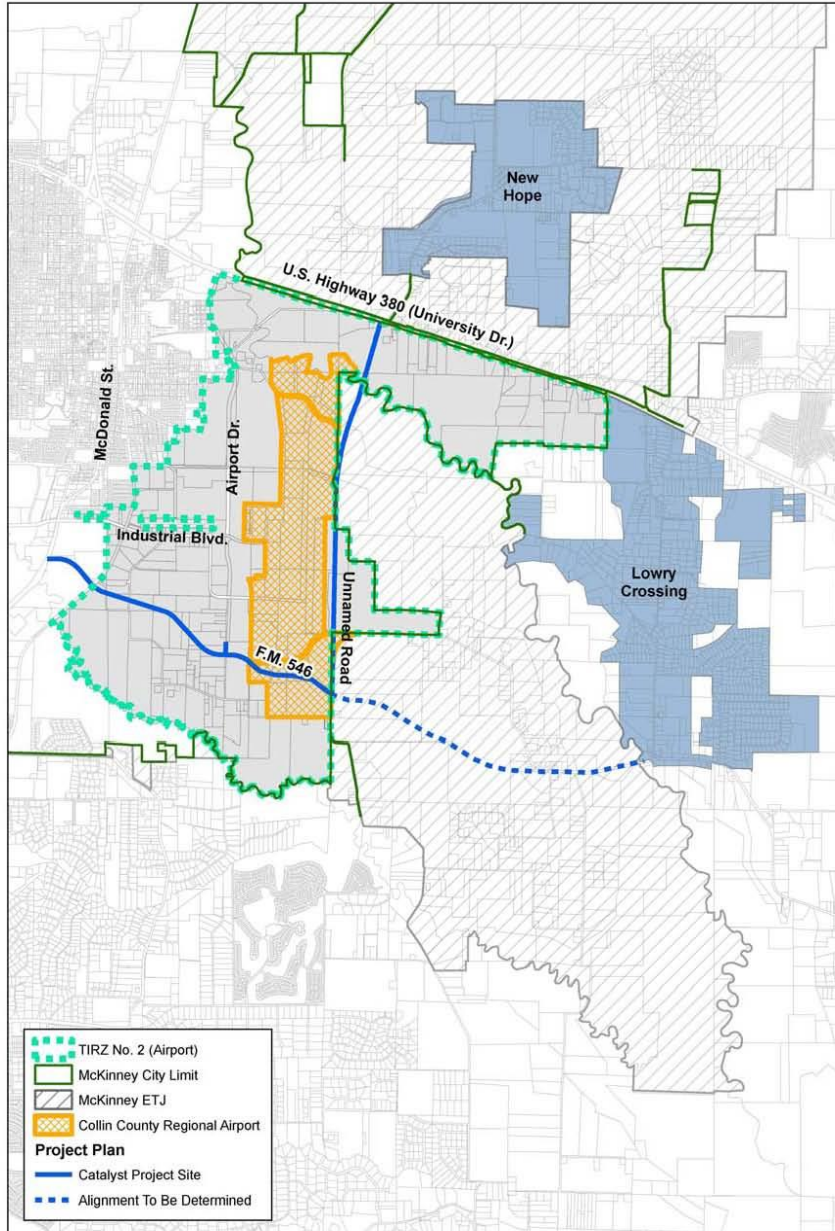 New
Hope
U.S. Highway 380 (University Dr.)
McDonald St.
Airport Dr.
Industrial Blvd.
Unnamed Road
Lowry
Crossing
F.M. 546
TIRZ No. 2 (Airport)
McKinney City Limit
McKinney ETJ
Collin County Regional Airport
Project Plan
Catalyst Project Site
Alignment To Be Determined